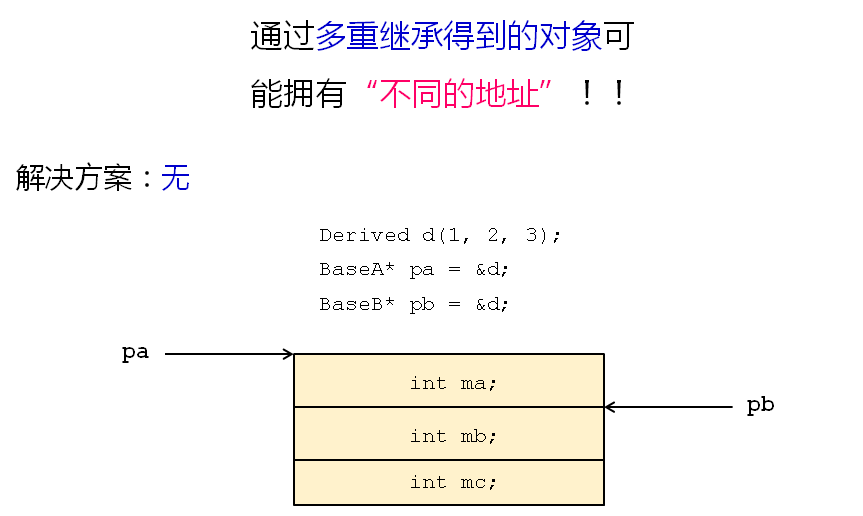 通过多重继承得到的对象可
能拥有“不同的地址”！！
解决方案：无
Derived d(1, 2, 3);
BaseA* pa = &d;
BaseB* pb = &d;
pa
int ma;
pb
int mb;
int mc;